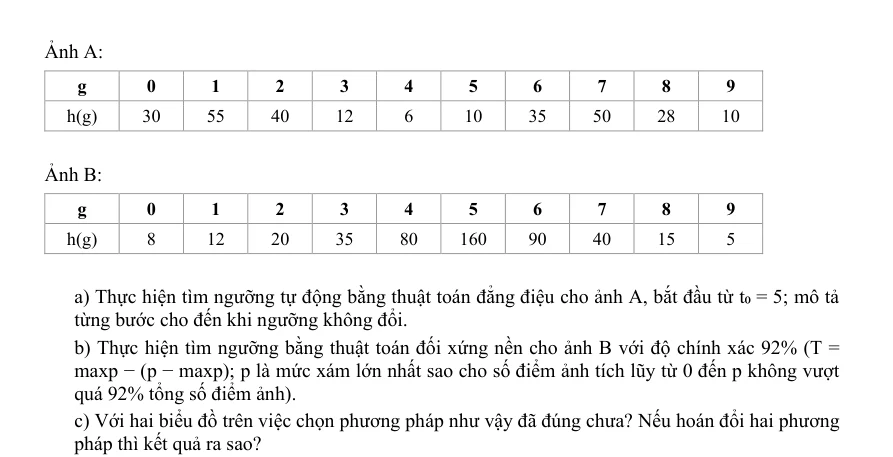 Ảnh A:
g 0 1 2 3 4 5 6 7 8 9
h(g) 30 55 40 12 6 10 35 50 28 10
Ảnh B:
g 0 1 2 3 4 5 6 7 8 9
h(g) 8 12 20 35 80 160 90 40 15 5
a) Thực hiện tìm ngưỡng tự động bằng thuật toán đẳng điệu cho ảnh A, bắt đầu từ t₀ = 5; mô tả
từng bước cho đến khi ngưỡng không đổi.
b) Thực hiện tìm ngưỡng bằng thuật toán đối xứng nền cho ảnh B với độ chính xác 92% (T =
maxp − (p − maxp); p là mức xám lớn nhất sao cho số điểm ảnh tích lũy từ 0 đến p không vượt
quá 92% tổng số điểm ảnh).
c) Với hai biểu đồ trên việc chọn phương pháp như vậy đã đúng chưa? Nếu hoán đổi hai phương
pháp thì kết quả ra sao?